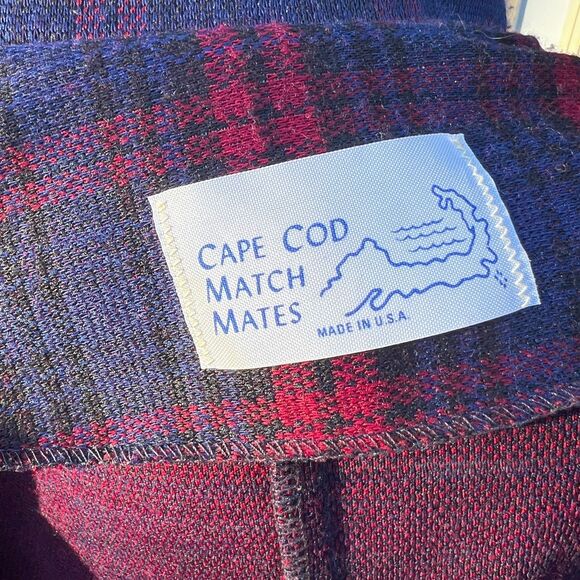 CAPE COD
MATCH
MATES
MADE IN U.S.A.